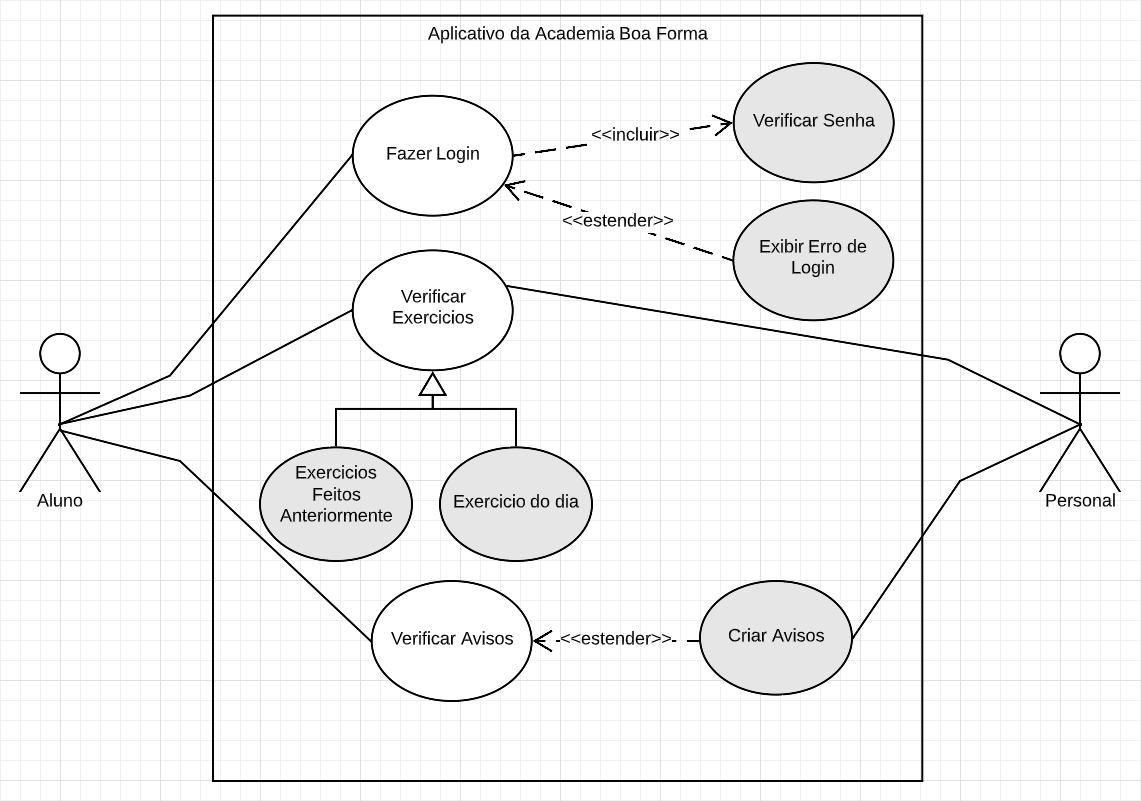 Aplicativo da Academia Boa Forma
Verificar Senha
<<incluir>>
Fazer Login
<<estender>>
Exibir Erro de
Login
Verificar
Exercicios
Exercicios
Feitos
Anteriormente
Exercicio do dia
Aluno
Personal
Verificar Avisos
<<estender>>
Criar Avisos